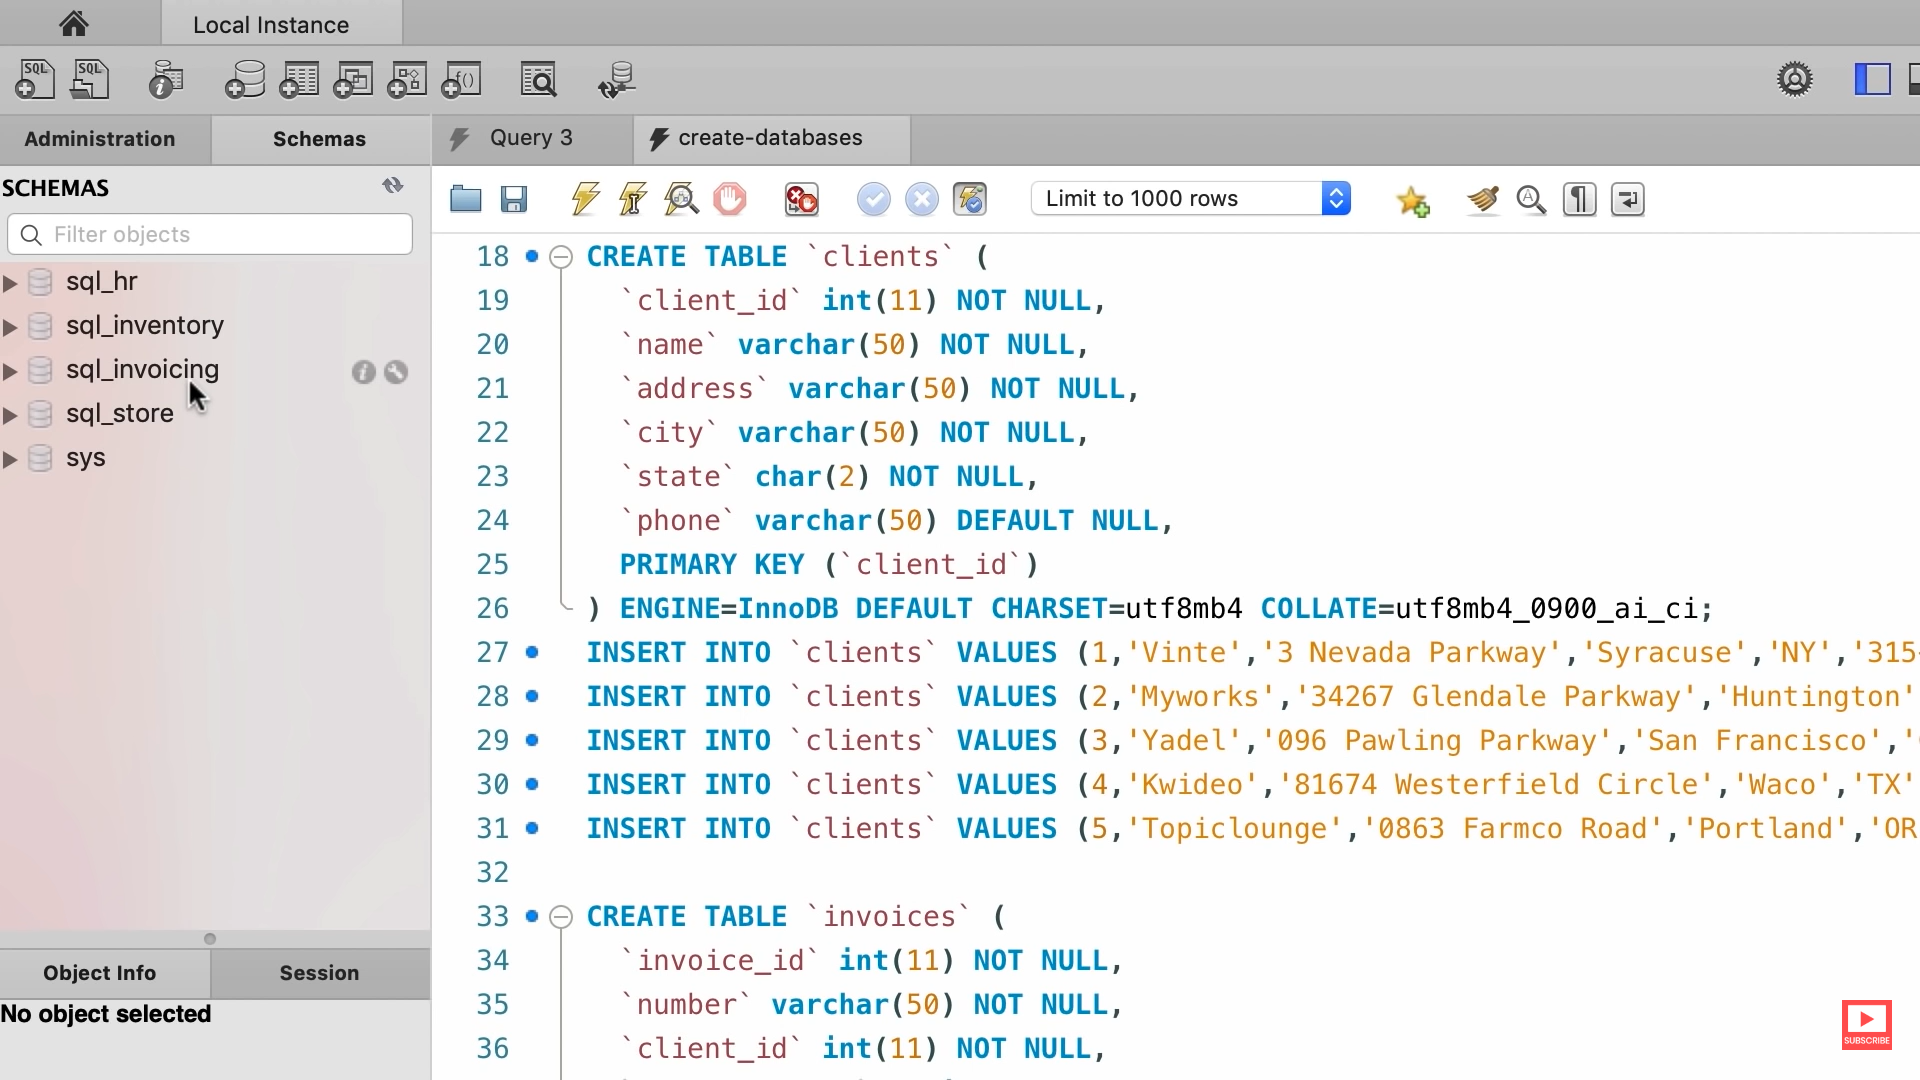 Local Instance
SQL SQL
Administration
Schemas
Query 3
create-databases
SCHEMAS
Limit to 1000 rows
Filter objects
sql_hr
sql_inventory
sql_invoicing
sql_store
sys
18 CREATE TABLE `clients` (
19 `client_id` int(11) NOT NULL,
20 `name` varchar(50) NOT NULL,
21 `address` varchar(50) NOT NULL,
22 `city` varchar(50) NOT NULL,
23 `state` char(2) NOT NULL,
24 `phone` varchar(50) DEFAULT NULL,
25 PRIMARY KEY (`client_id`)
26 ) ENGINE=InnoDB DEFAULT CHARSET=utf8mb4 COLLATE=utf8mb4_0900_ai_ci;
27 INSERT INTO `clients` VALUES (1,'Vinte','3 Nevada Parkway','Syracuse','NY','315-
28 INSERT INTO `clients` VALUES (2,'Myworks','34267 Glendale Parkway','Huntington'
29 INSERT INTO `clients` VALUES (3,'Yadel','096 Pawling Parkway','San Francisco','
30 INSERT INTO `clients` VALUES (4,'Kwideo','81674 Westerfield Circle','Waco','TX'
31 INSERT INTO `clients` VALUES (5,'Topiclounge','0863 Farmco Road','Portland','OR
32
33 CREATE TABLE `invoices` (
34 `invoice_id` int(11) NOT NULL,
35 `number` varchar(50) NOT NULL,
36 `client_id` int(11) NOT NULL,
Object Info
Session
No object selected
SUBSCRIBE